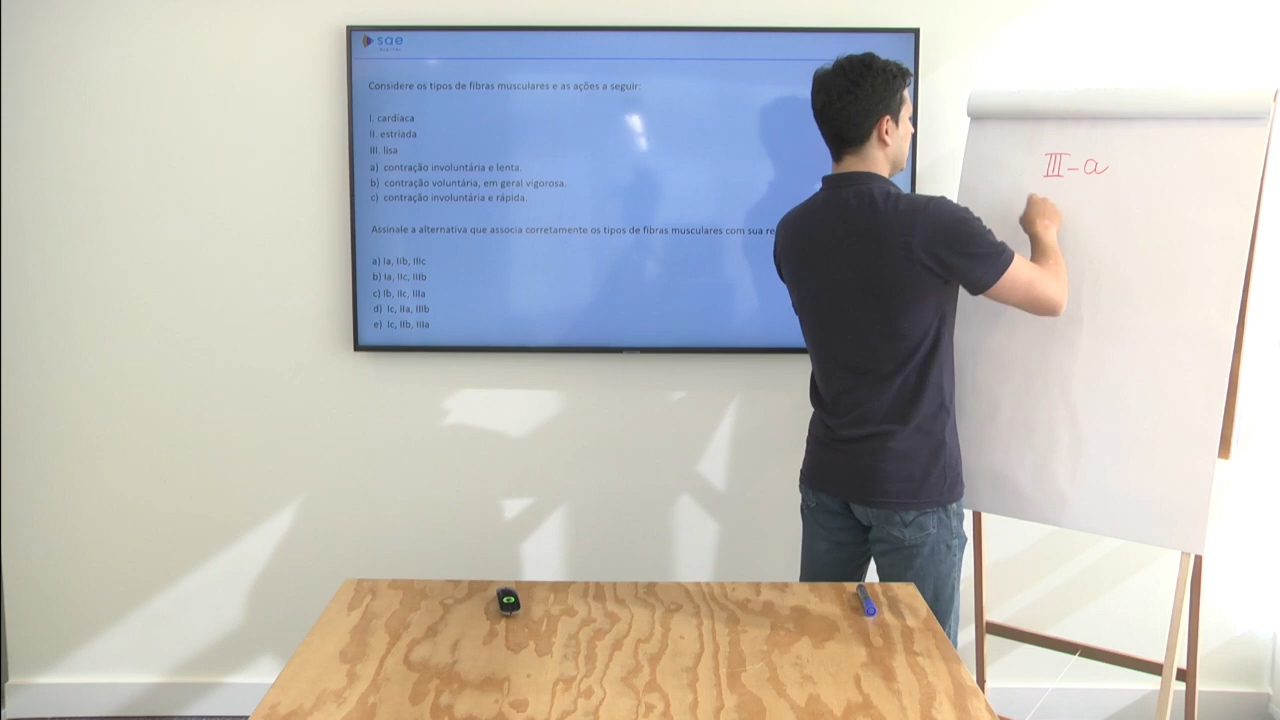 sae
Considere os tipos de fibras musculares e as ações a seguir:
I. cardíaca
II. estriada
III. lisa
a) contração involuntária e lenta.
b) contração voluntária, em geral vigorosa.
c) contração involuntária e rápida.
Assinale a alternativa que associa corretamente os tipos de fibras musculares com sua
a) Ia, IIb, IIIc
b) Ia, IIc, IIIb
c) Ib, IIc, IIIa
d) Ic, IIa, IIIb
e) Ic, IIb, IIIa
III-a